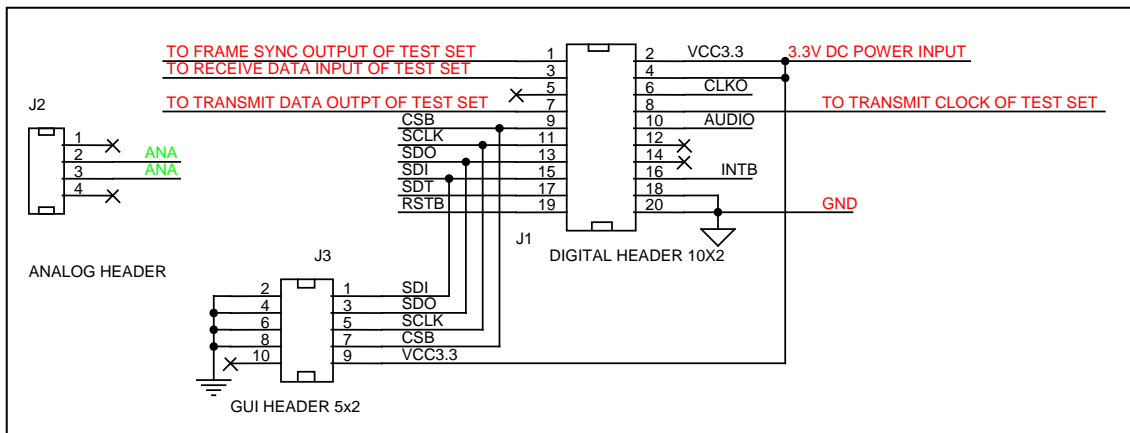 TO FRAME SYNC OUTPUT OF TEST SET 1 2 VCC3.3 3.3V DC POWER INPUT
TO RECEIVE DATA INPUT OF TEST SET 3 4
5 6 CLKO
TO TRANSMIT DATA OUTPT OF TEST SET 7 8 TO TRANSMIT CLOCK OF TEST SET
CSB 9 10 AUDIO
SCLK 11 12
SDO 13 14
SDI 15 16 INTB
SDT 17 18
RSTB 19 20 GND
J1
DIGITAL HEADER 10X2
J2
1
2 ANA
3 ANA
4
ANALOG HEADER
J3
2 1 SDI
4 3 SDO
6 5 SCLK
8 7 CSB
10 9 VCC3.3
GUI HEADER 5x2